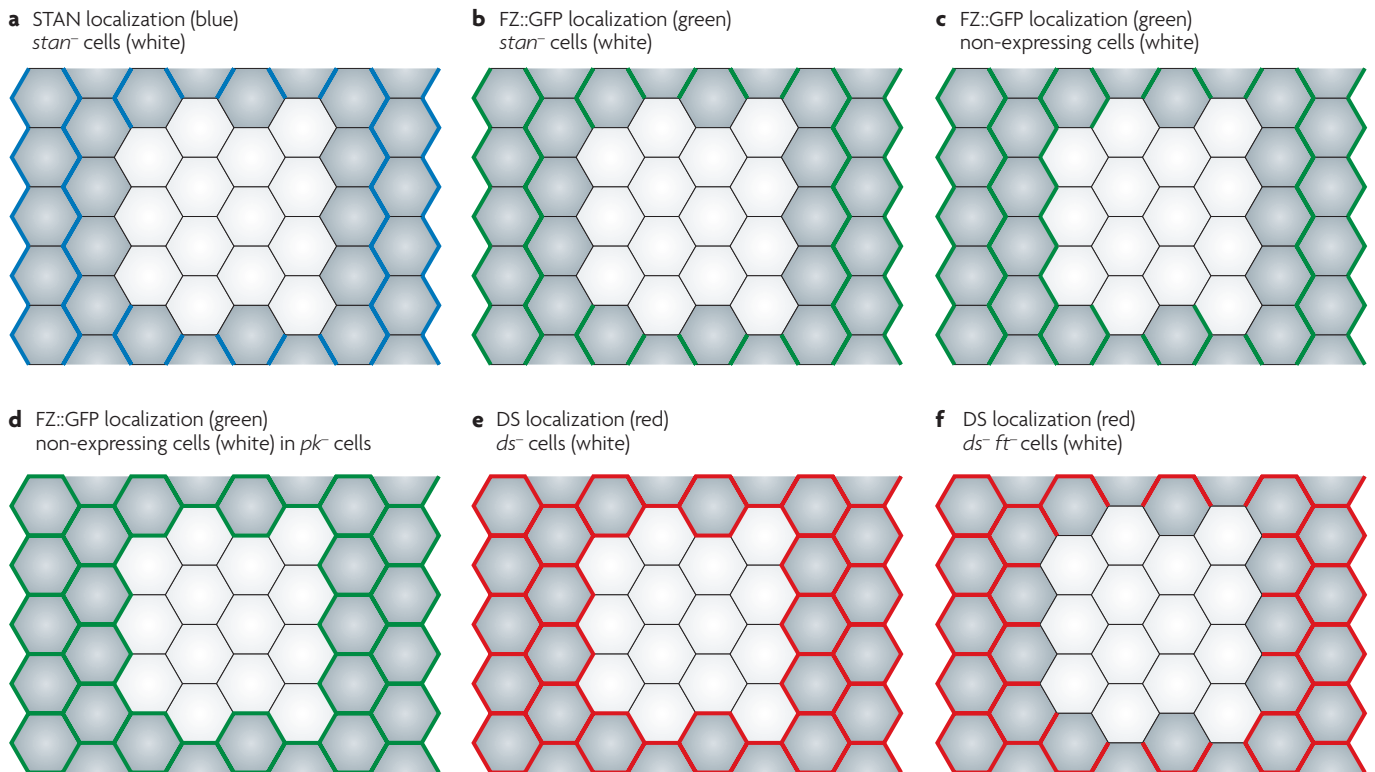 a STAN localization (blue)
stan⁻ cells (white)
b FZ::GFP localization (green)
stan⁻ cells (white)
c FZ::GFP localization (green)
non-expressing cells (white)
d FZ::GFP localization (green)
non-expressing cells (white) in pk⁻ cells
e DS localization (red)
ds⁻ cells (white)
f DS localization (red)
ds⁻ ft⁻ cells (white)